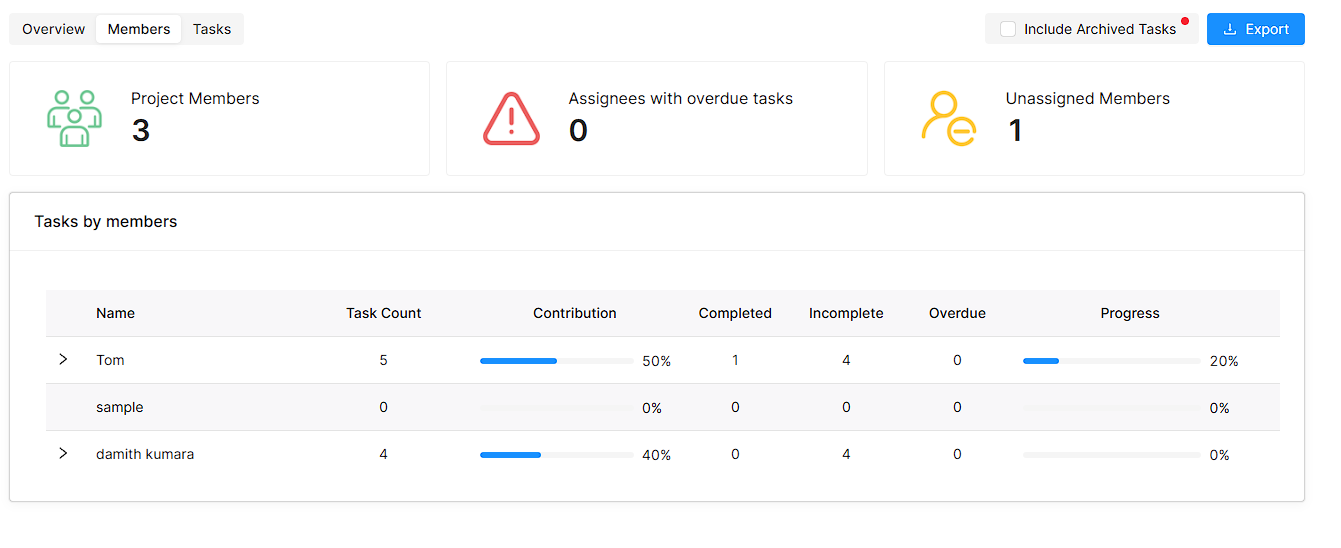 Overview Members Tasks Include Archived Tasks Export
Project Members Assignees with overdue tasks Unassigned Members
3 0 1
Tasks by members
Name Task Count Contribution Completed Incomplete Overdue Progress
Tom 5 50% 1 4 0 20%
sample 0 0% 0 0 0 0%
damith kumara 4 40% 0 4 0 0%